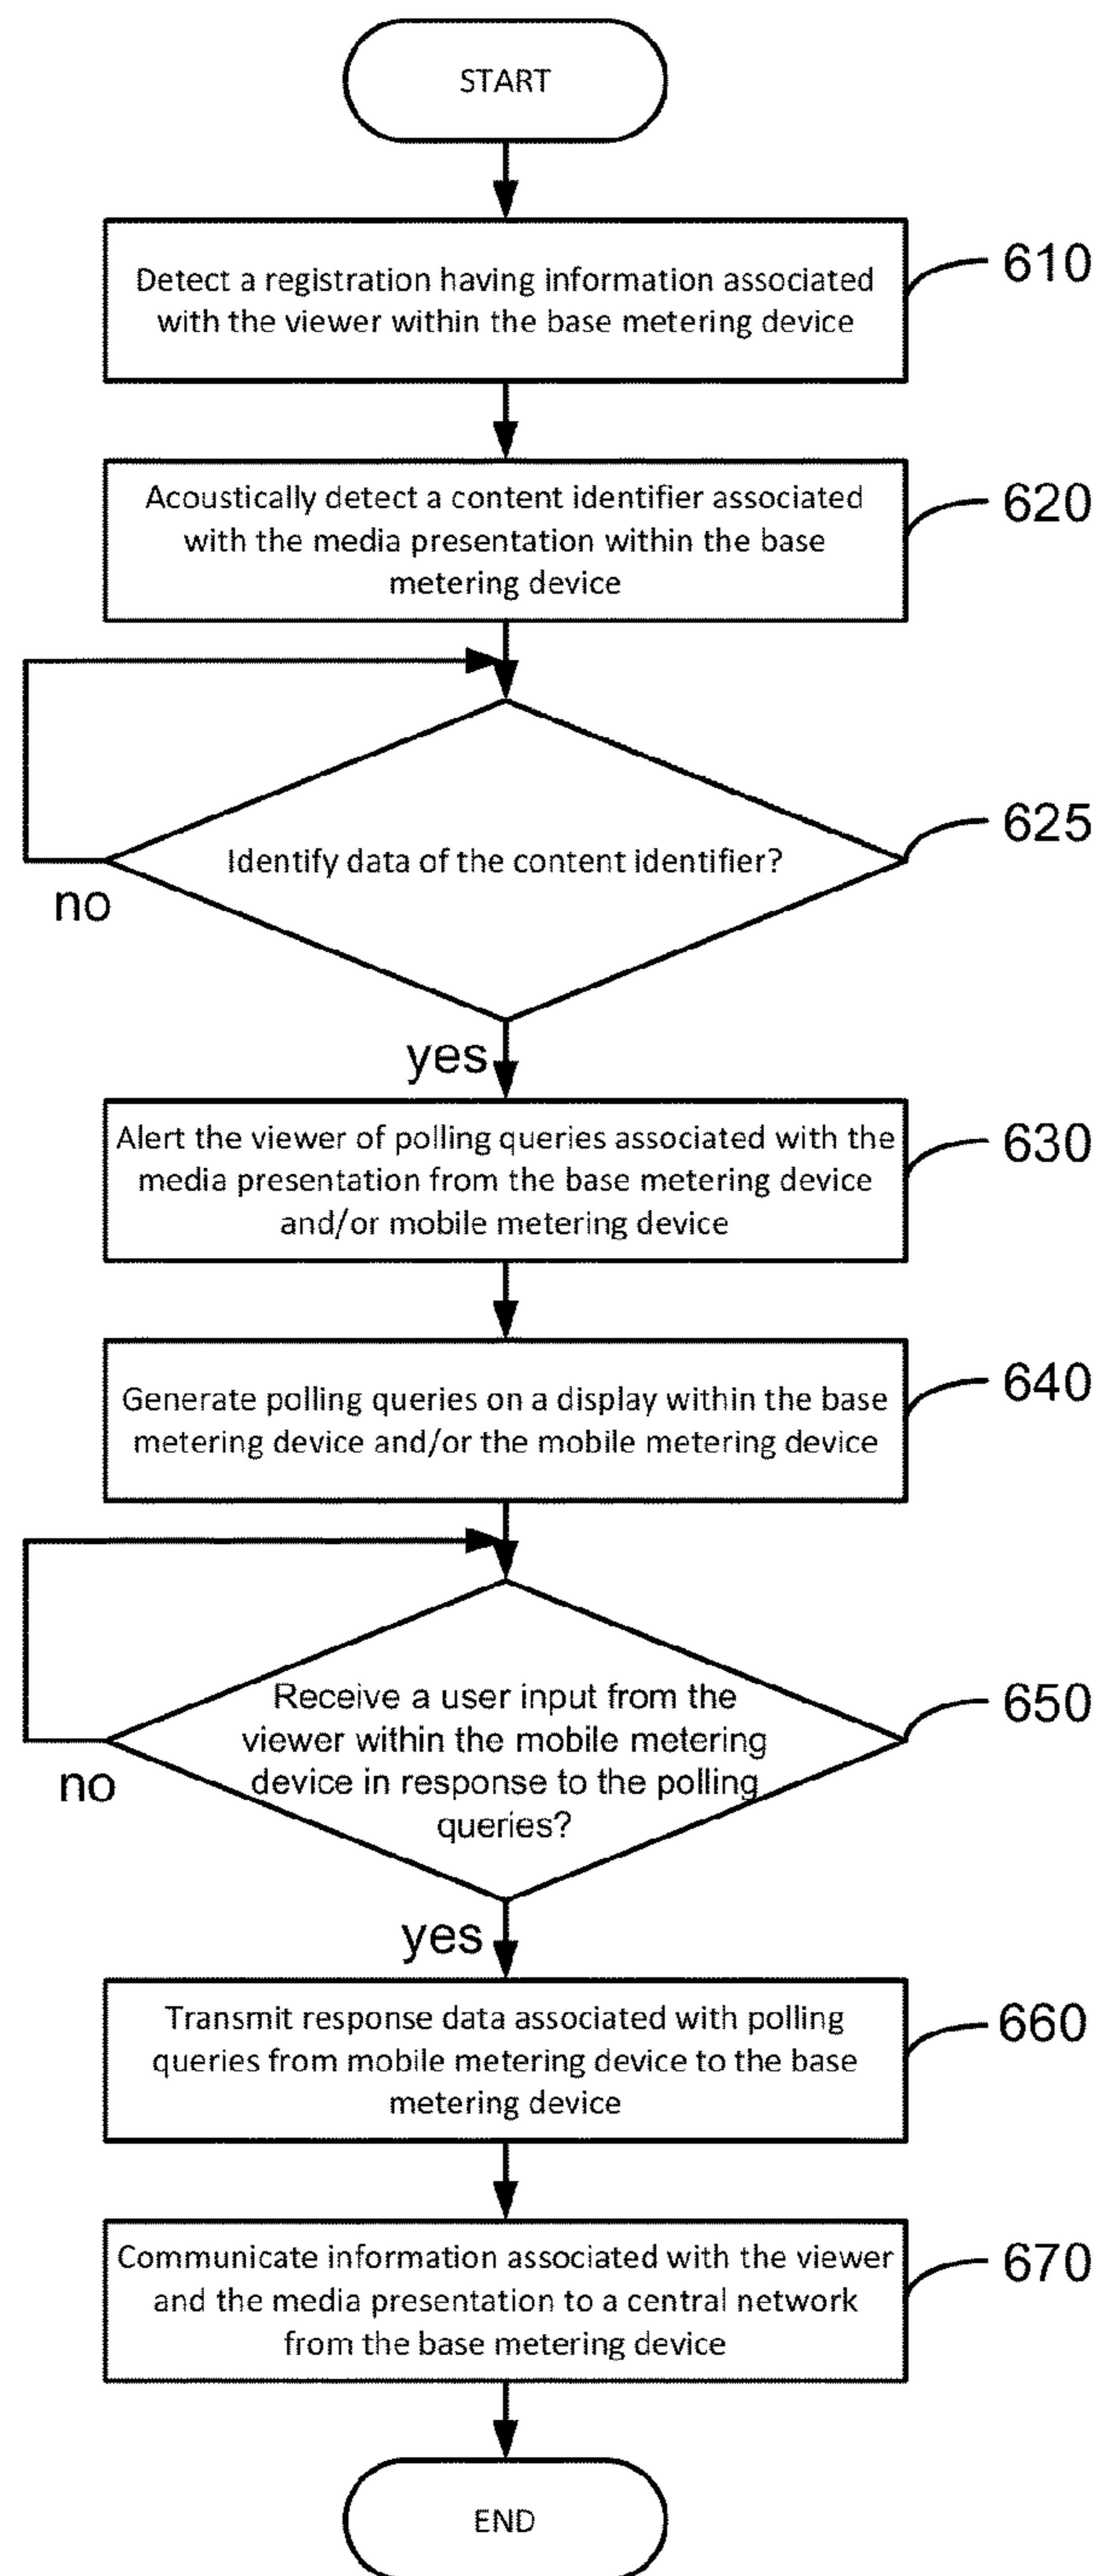 START
Detect a registration having information associated
with the viewer within the base metering device
610
Acoustically detect a content identifier associated
with the media presentation within the base
metering device
620
Identify data of the content identifier?
625
no
yes
Alert the viewer of polling queries associated with the
media presentation from the base metering device
and/or mobile metering device
630
Generate polling queries on a display within the base
metering device and/or the mobile metering device
640
Receive a user input from the
viewer within the mobile metering
device in response to the polling
queries?
650
no
yes
Transmit response data associated with polling
queries from mobile metering device to the base
metering device
660
Communicate information associated with the viewer
and the media presentation to a central network
from the base metering device
670
END